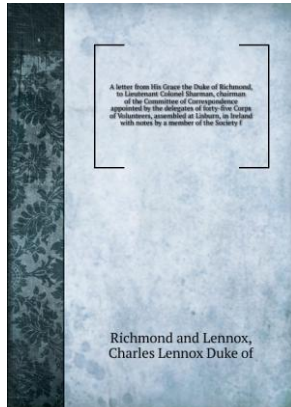 A letter from His Grace the Duke of Richmond,
to Lieutenant Colonel Sharman, chairman
of the Committee of Correspondence
appointed by the delegates of forty-five Corps
of Volunteers, assembled at Lisburn, in Ireland
with notes by a member of the Society f
Richmond and Lennox,
Charles Lennox Duke of